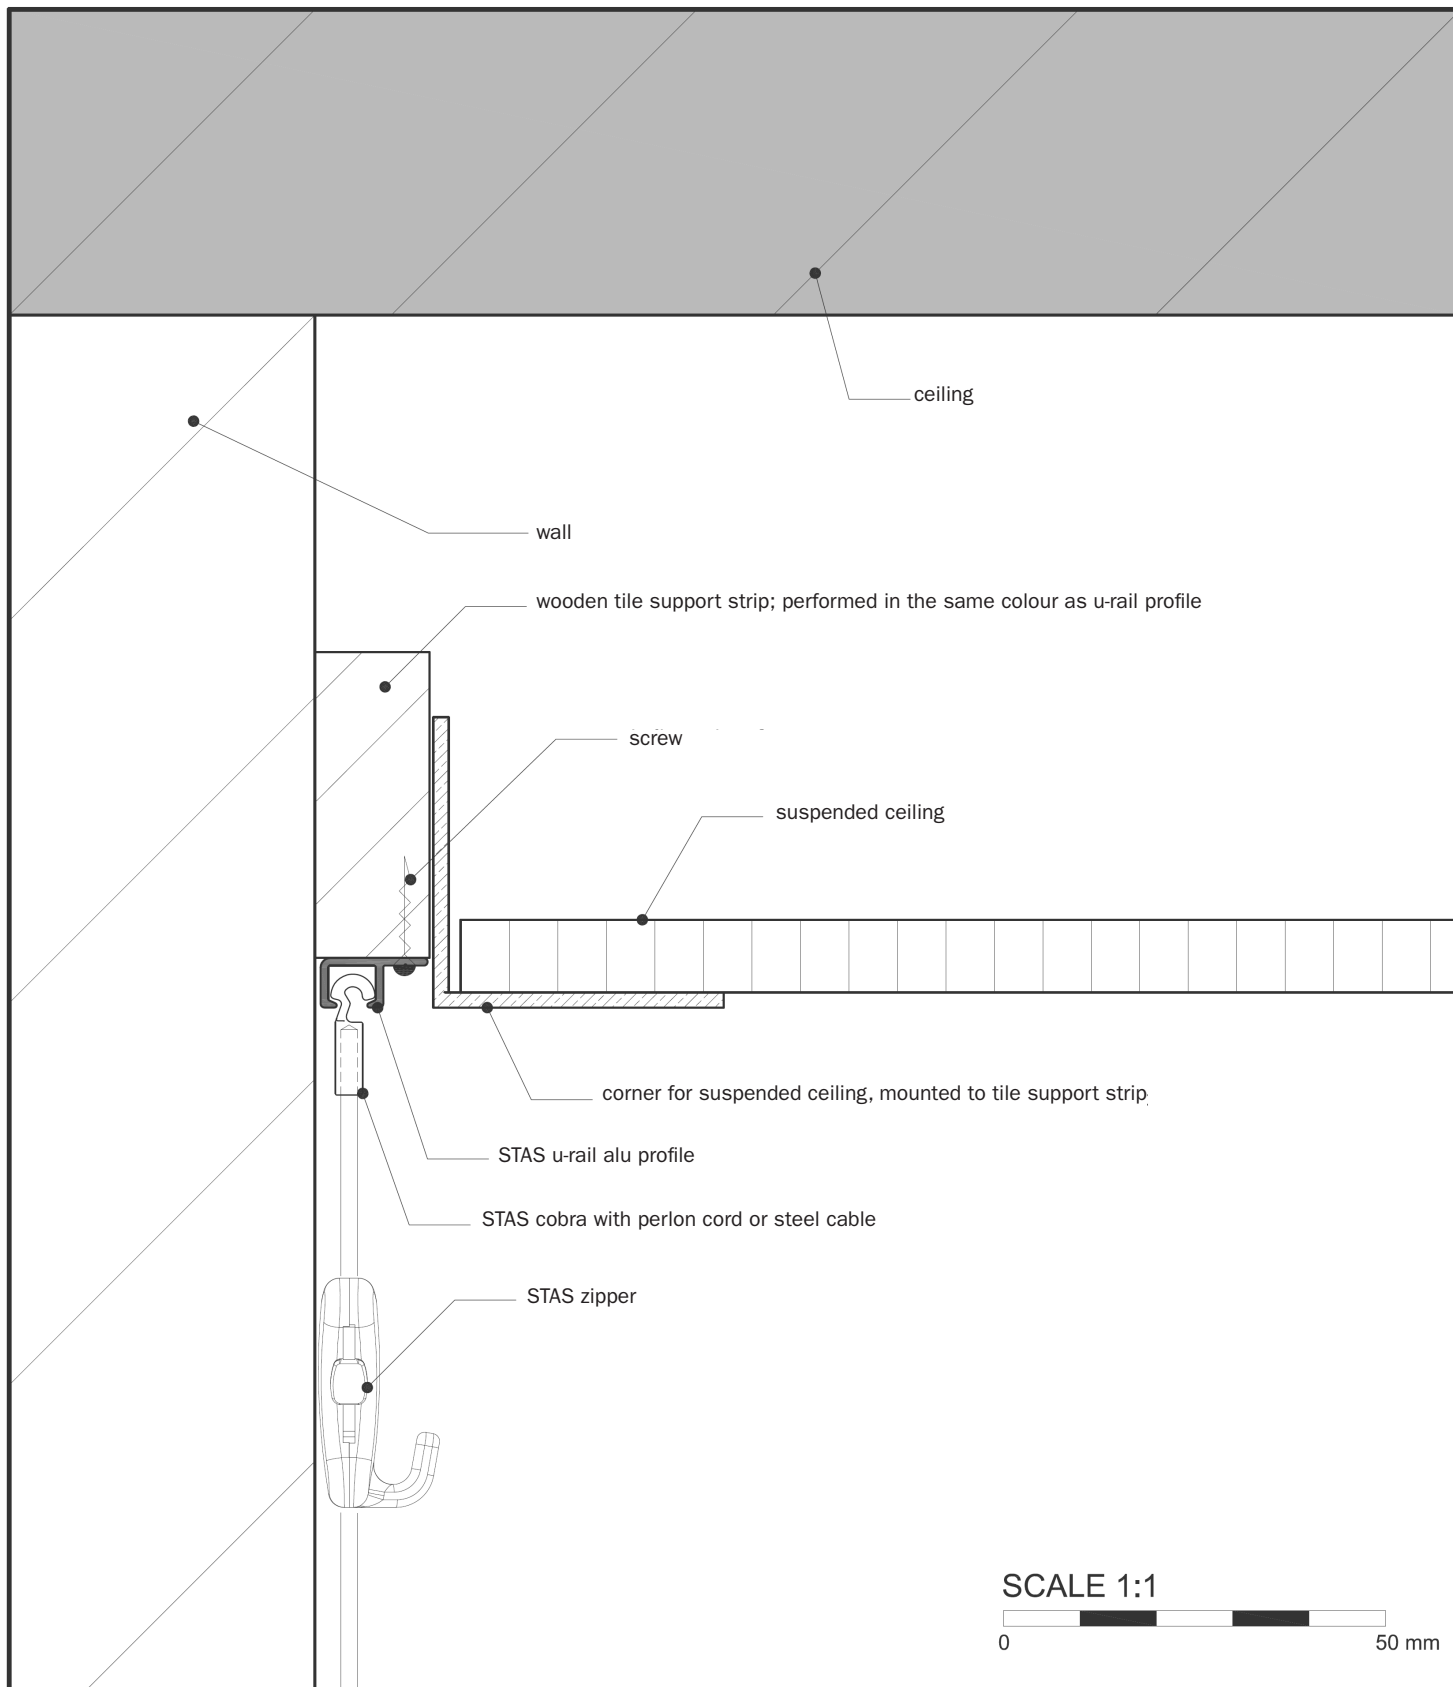 ceiling
wall
wooden tile support strip; performed in the same colour as u-rail profile
screw
suspended ceiling
corner for suspended ceiling, mounted to tile support strip
STAS u-rail alu profile
STAS cobra with perlon cord or steel cable
STAS zipper
SCALE 1:1
0 50 mm